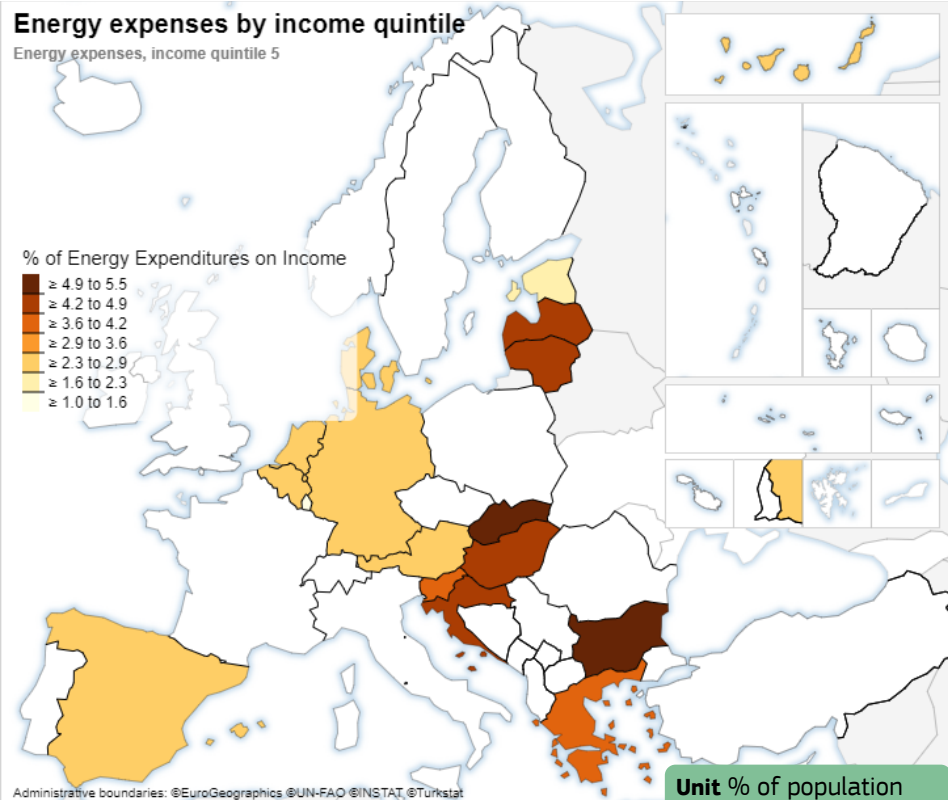 Energy expenses by income quintile
Energy expenses, income quintile 5
% of Energy Expenditures on Income
≥ 4.9 to 5.5
≥ 4.2 to 4.9
≥ 3.6 to 4.2
≥ 2.9 to 3.6
≥ 2.3 to 2.9
≥ 1.6 to 2.3
≥ 1.0 to 1.6
Administrative boundaries: ©EuroGeographics ©UN-FAO ©INSTAT ©Turkstat
Unit % of population